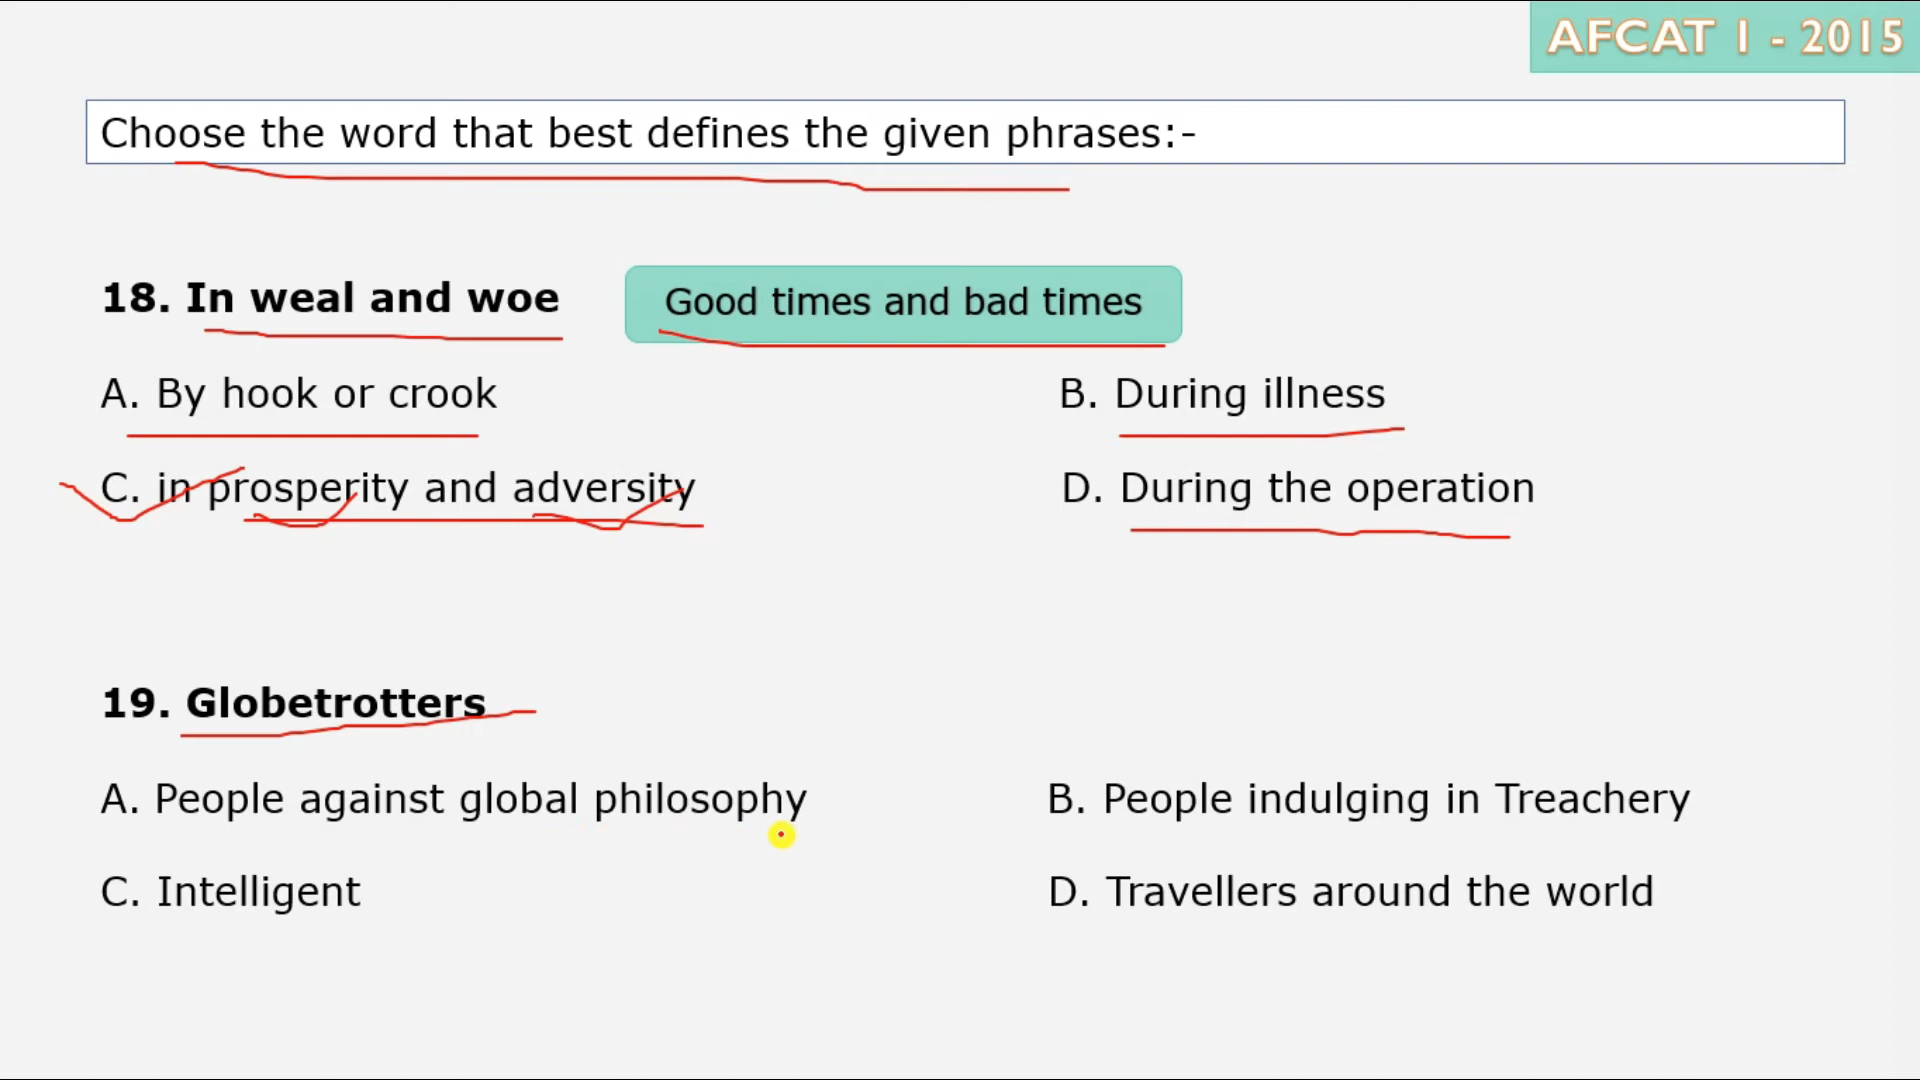 AFCAT 1 - 2015
Choose the word that best defines the given phrases:-
18. In weal and woe
Good times and bad times
A. By hook or crook
B. During illness
C. in prosperity and adversity
D. During the operation
19. Globetrotters
A. People against global philosophy
B. People indulging in Treachery
C. Intelligent
D. Travellers around the world